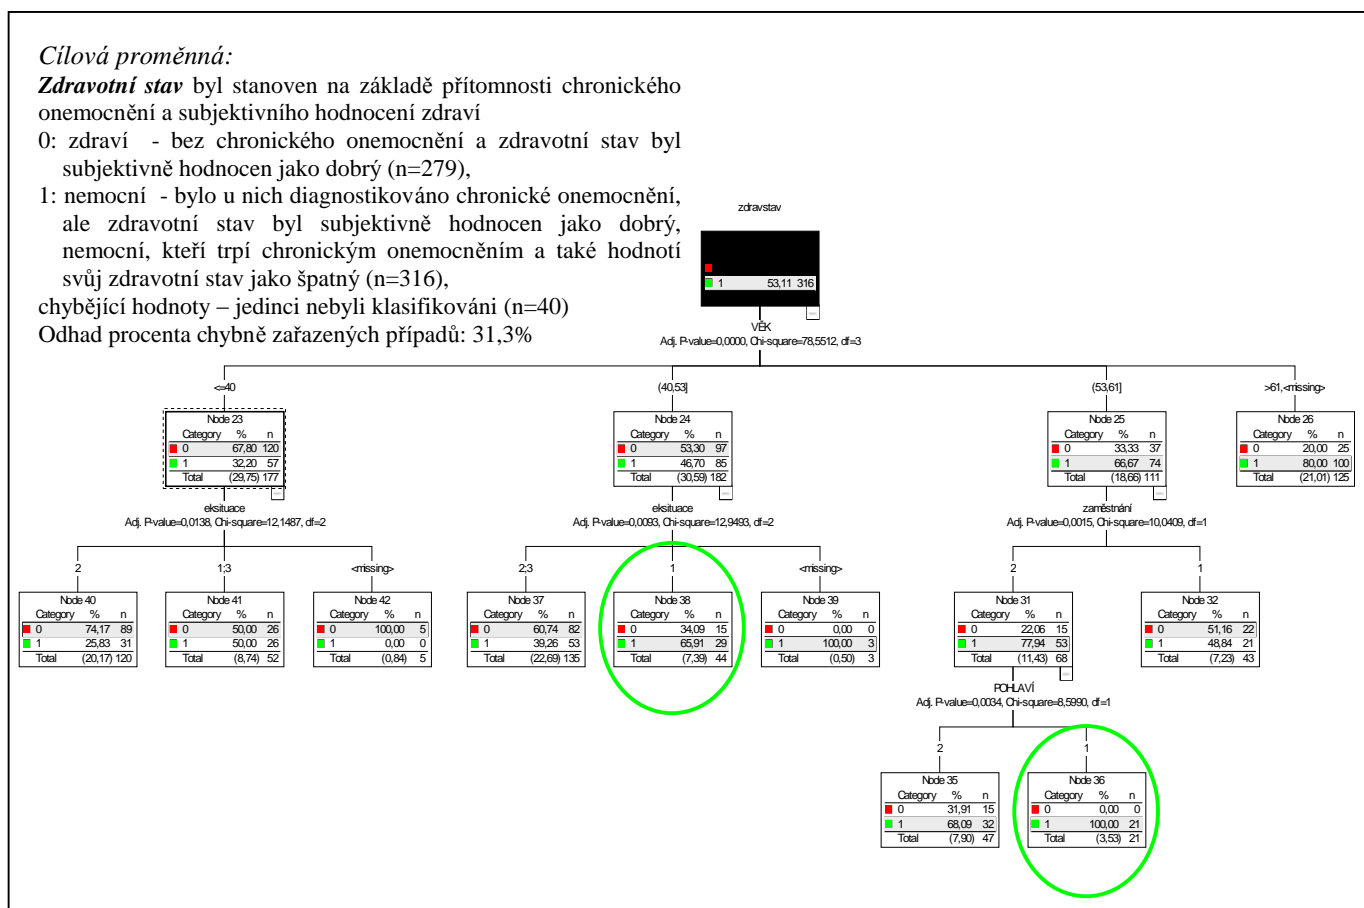 Cílová proměnná:
Zdravotní stav byl stanoven na základě přítomnosti chronického
onemocnění a subjektivního hodnocení zdraví
0: zdraví - bez chronického onemocnění a zdravotní stav byl
subjektivně hodnocen jako dobrý (n=279),
1: nemocní - bylo u nich diagnostikováno chronické onemocnění,
ale zdravotní stav byl subjektivně hodnocen jako dobrý,
nemocní, kteří trpí chronickým onemocněním a také hodnotí
svůj zdravotní stav jako špatný (n=316),
chybějící hodnoty – jedinci nebyli klasifikováni (n=40)
Odhad procenta chybně zařazených případů: 31,3%
zdravstav
1 53,11 316
VĚK
Adj. P-value=0,0000, Chi-square=78,5512, df=3
<=40
Node 23
Category % n
0 67,80 120
1 32,20 57
Total (29,75) 177
(40,53]
Node 24
Category % n
0 53,30 97
1 46,70 85
Total (30,59) 182
(53,61]
Node 25
Category % n
0 33,33 37
1 66,67 74
Total (18,66) 111
>61,<missing>
Node 26
Category % n
0 20,00 25
1 80,00 100
Total (21,01) 125
eksituace
Adj. P-value=0,0138, Chi-square=12,1487, df=2
eksituace
Adj. P-value=0,0093, Chi-square=12,9493, df=2
zaměstnání
Adj. P-value=0,0015, Chi-square=10,0409, df=1
2
Node 40
Category % n
0 74,17 89
1 25,83 31
Total (20,17) 120
1;3
Node 41
Category % n
0 50,00 26
1 50,00 26
Total (8,74) 52
<missing>
Node 42
Category % n
0 100,00 5
1 0,00 0
Total (0,84) 5
2;3
Node 37
Category % n
0 60,74 82
1 39,26 53
Total (22,69) 135
1
Node 38
Category % n
0 34,09 15
1 65,91 29
Total (7,39) 44
<missing>
Node 39
Category % n
0 0,00 0
1 100,00 3
Total (0,50) 3
2
Node 31
Category % n
0 22,06 15
1 77,94 53
Total (11,43) 68
1
Node 32
Category % n
0 51,16 22
1 48,84 21
Total (7,23) 43
POHLAVÍ
Adj. P-value=0,0034, Chi-square=8,5990, df=1
2
Node 35
Category % n
0 31,91 15
1 68,09 32
Total (7,90) 47
1
Node 36
Category % n
0 0,00 0
1 100,00 21
Total (3,53) 21